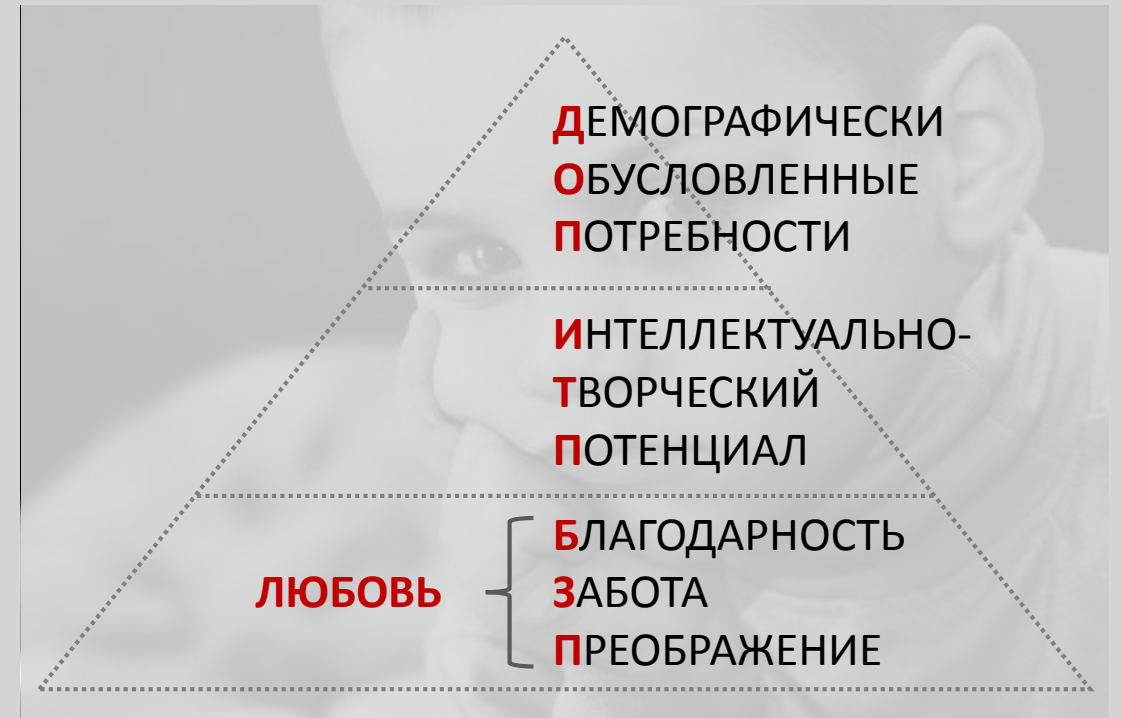 ДЕМОГРАФИЧЕСКИ
ОБУСЛОВЛЕННЫЕ
ПОТРЕБНОСТИ
ИНТЕЛЛЕКТУАЛЬНО-
ТВОРЧЕСКИЙ
ПОТЕНЦИАЛ
БЛАГОДАРНОСТЬ
ЛЮБОВЬ ЗАБОТА
ПРЕОБРАЖЕНИЕ